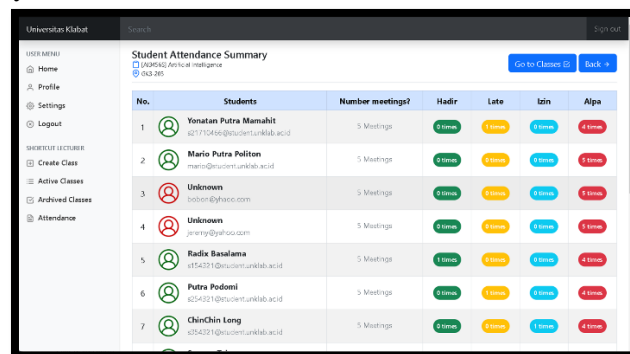 Universitas Klabat
Search
Sign out
USER MENU
Home
Profile
Settings
Logout
SHORTCUT LECTURER
Create Class
Active Classes
Archived Classes
Attendance
Student Attendance Summary
Artificial Intelligence
GK3-205
Go to Classes
Back →
No. Students Number meetings? Hadir Late Izin Alpa
1 Yonatan Putra Mamahit 5 Meetings 0 times 1 times 0 times 4 times
s21710466@student.unklab.ac.id
2 Mario Putra Politon 5 Meetings 0 times 0 times 0 times 5 times
mario@student.unklab.ac.id
3 Unknown 5 Meetings 0 times 0 times 0 times 5 times
bobon@yhaoo.com
4 Unknown 5 Meetings 0 times 0 times 0 times 5 times
jeremy@yahoo.com
5 Radix Basalama 5 Meetings 1 times 0 times 0 times 4 times
s154321@student.unklab.ac.id
6 Putra Podomi 5 Meetings 0 times 1 times 0 times 4 times
s254321@student.unklab.ac.id
7 ChinChin Long 5 Meetings 0 times 0 times 1 times 4 times
s354321@student.unklab.ac.id